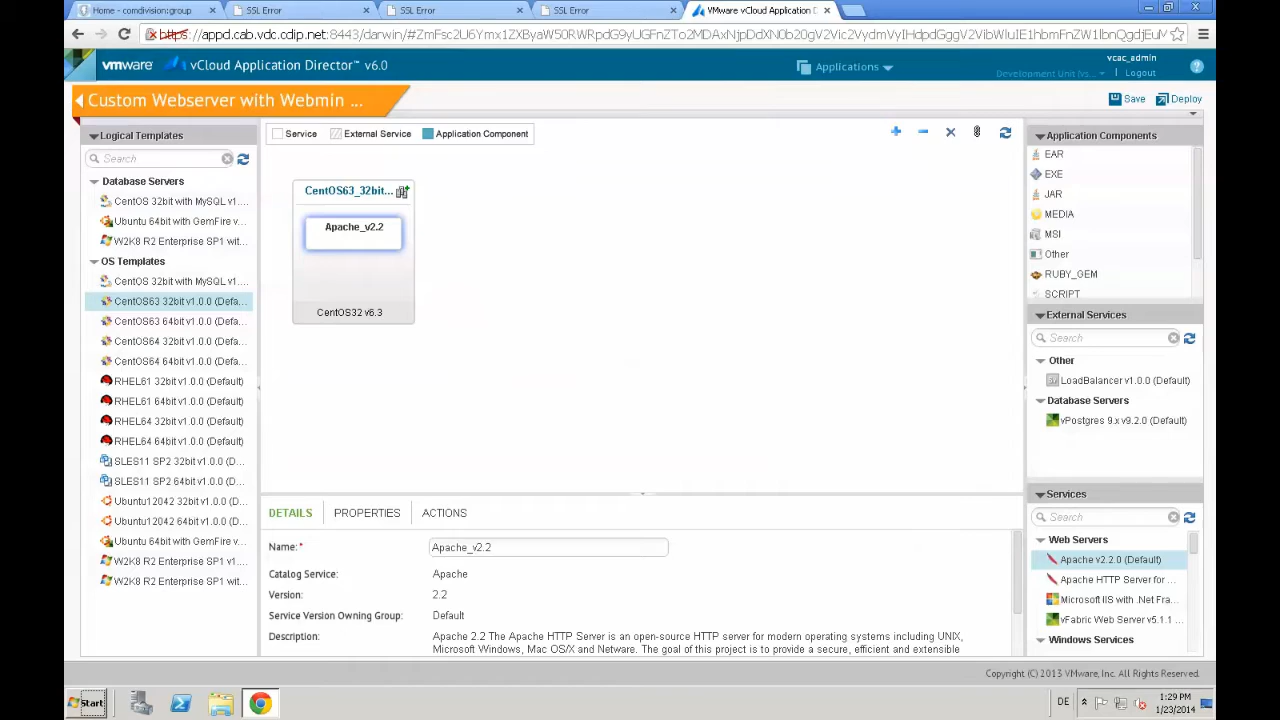 Home - comdivision:group
SSL Error
SSL Error
SSL Error
VMware vCloud Application D
https://appd.cab.vdc.cdip.net:8443/darwin/
vmware vCloud Application Director™ v6.0
Applications
vcac_admin
Development Unit (vs...
Logout
Custom Webserver with Webmin ...
Save
Deploy
Logical Templates
Search
Database Servers
CentOS 32bit with MySQL v1....
Ubuntu 64bit with GemFire v...
W2K8 R2 Enterprise SP1 wit...
OS Templates
CentOS 32bit with MySQL v1....
CentOS63 32bit v1.0.0 (Defa...
CentOS63 64bit v1.0.0 (Defa...
CentOS64 32bit v1.0.0 (Defa...
CentOS64 64bit v1.0.0 (Defa...
RHEL61 32bit v1.0.0 (Default)
RHEL61 64bit v1.0.0 (Default)
RHEL64 32bit v1.0.0 (Default)
RHEL64 64bit v1.0.0 (Default)
SLES11 SP2 32bit v1.0.0 (D...
SLES11 SP2 64bit v1.0.0 (D...
Ubuntu12042 32bit v1.0.0 (D...
Ubuntu12042 64bit v1.0.0 (D...
Ubuntu 64bit with GemFire v...
W2K8 R2 Enterprise SP1 v1...
W2K8 R2 Enterprise SP1 wit...
Service
External Service
Application Component
CentOS63_32bit...
Apache_v2.2
CentOS32 v6.3
DETAILS
PROPERTIES
ACTIONS
Name:* Apache_v2.2
Catalog Service: Apache
Version: 2.2
Service Version Owning Group: Default
Description: Apache 2.2 The Apache HTTP Server is an open-source HTTP server for modern operating systems including UNIX,
Microsoft Windows, Mac OS/X and Netware. The goal of this project is to provide a secure, efficient and extensible
Application Components
EAR
EXE
JAR
MEDIA
MSI
Other
RUBY_GEM
SCRIPT
External Services
Search
Other
LoadBalancer v1.0.0 (Default)
Database Servers
vPostgres 9.x v9.2.0 (Default)
Services
Search
Web Servers
Apache v2.2.0 (Default)
Apache HTTP Server for ...
Microsoft IIS with .Net Fra...
vFabric Web Server v5.1.1 ...
Windows Services
Copyright (C) 2013 VMware, Inc. All Rights Reserved.
Start
DE
1:29 PM
1/23/2014